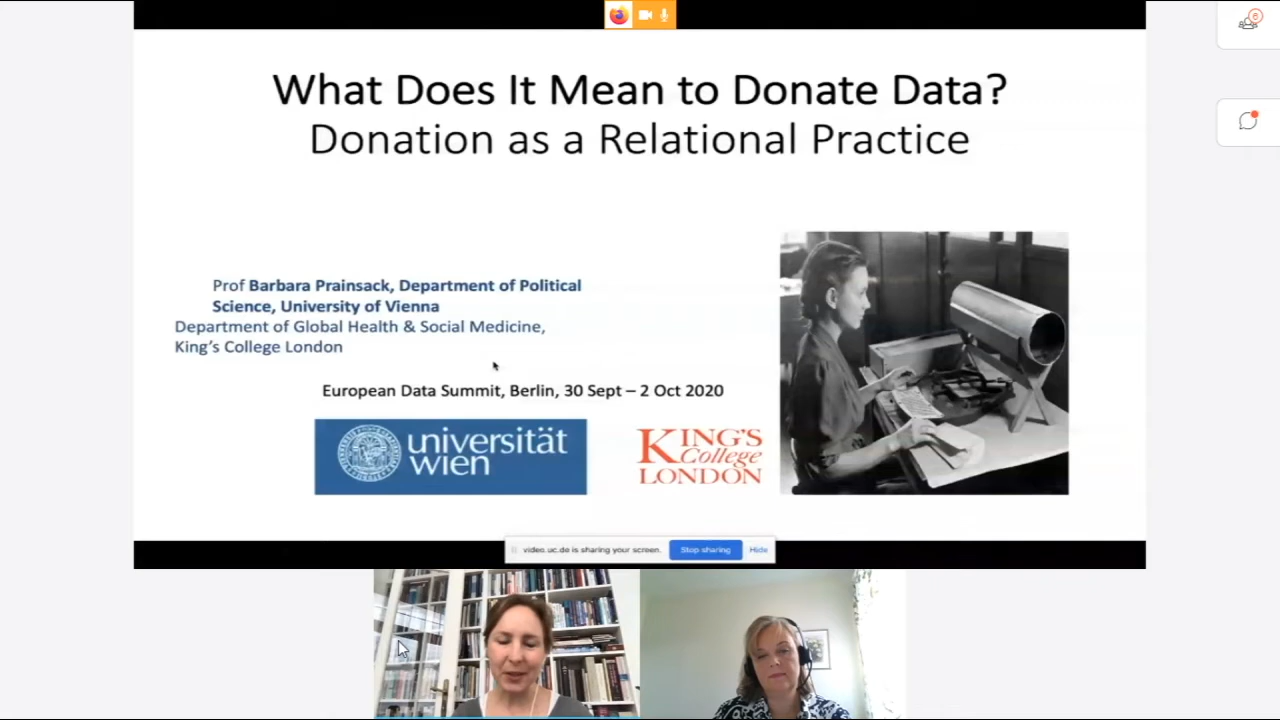 6
What Does It Mean to Donate Data?
Donation as a Relational Practice
Prof Barbara Prainsack, Department of Political
Science, University of Vienna
Department of Global Health & Social Medicine,
King's College London
European Data Summit, Berlin, 30 Sept – 2 Oct 2020
universität
wien
KING'S
College
LONDON
video.uc.de is sharing your screen.
Stop sharing
Hide